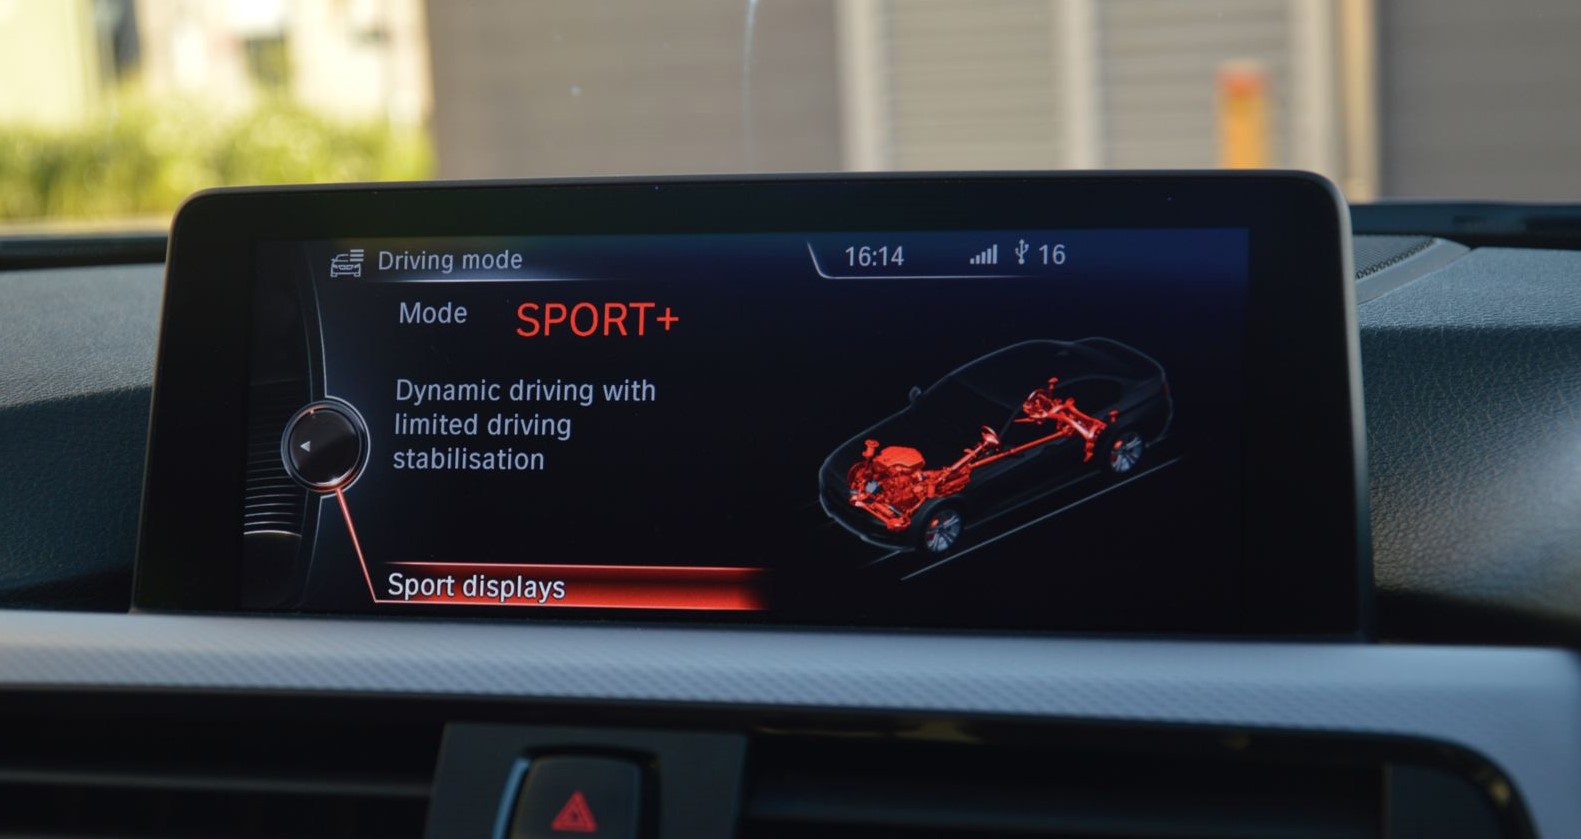 Driving mode
16:14
16
Mode SPORT+
Dynamic driving with
limited driving
stabilisation
Sport displays